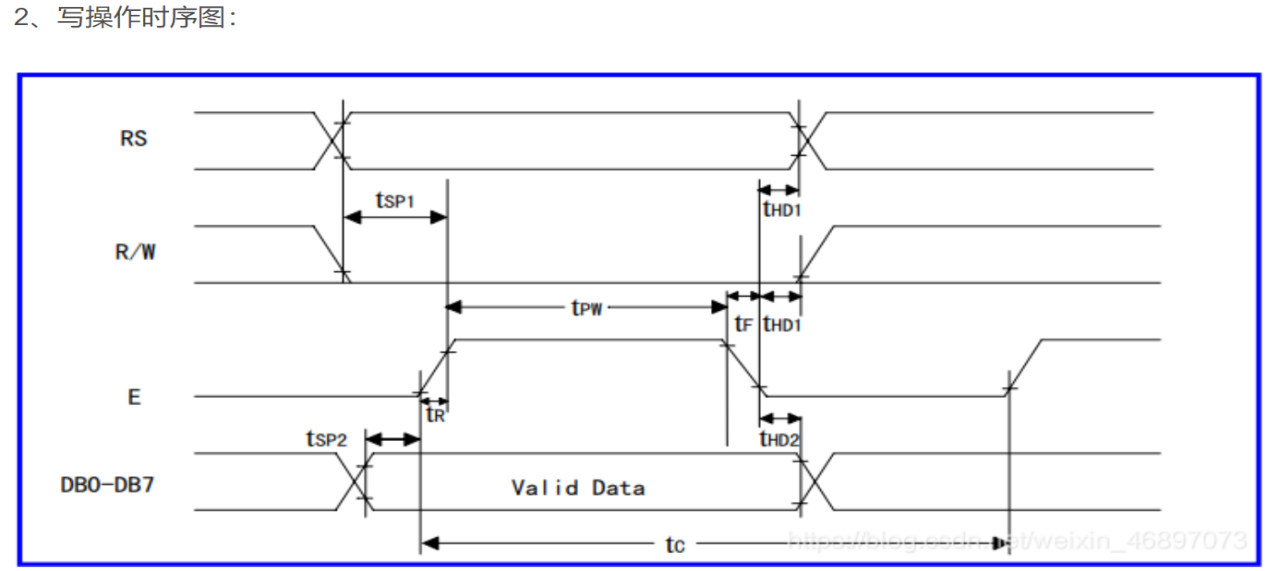 2、写操作时序图：
RS
tSP1
tHD1
R/W
tPW
tF tHD1
E
tR
tSP2
tHD2
DB0-DB7
Valid Data
tC
https://blog.csdn.net/weixin_46897073